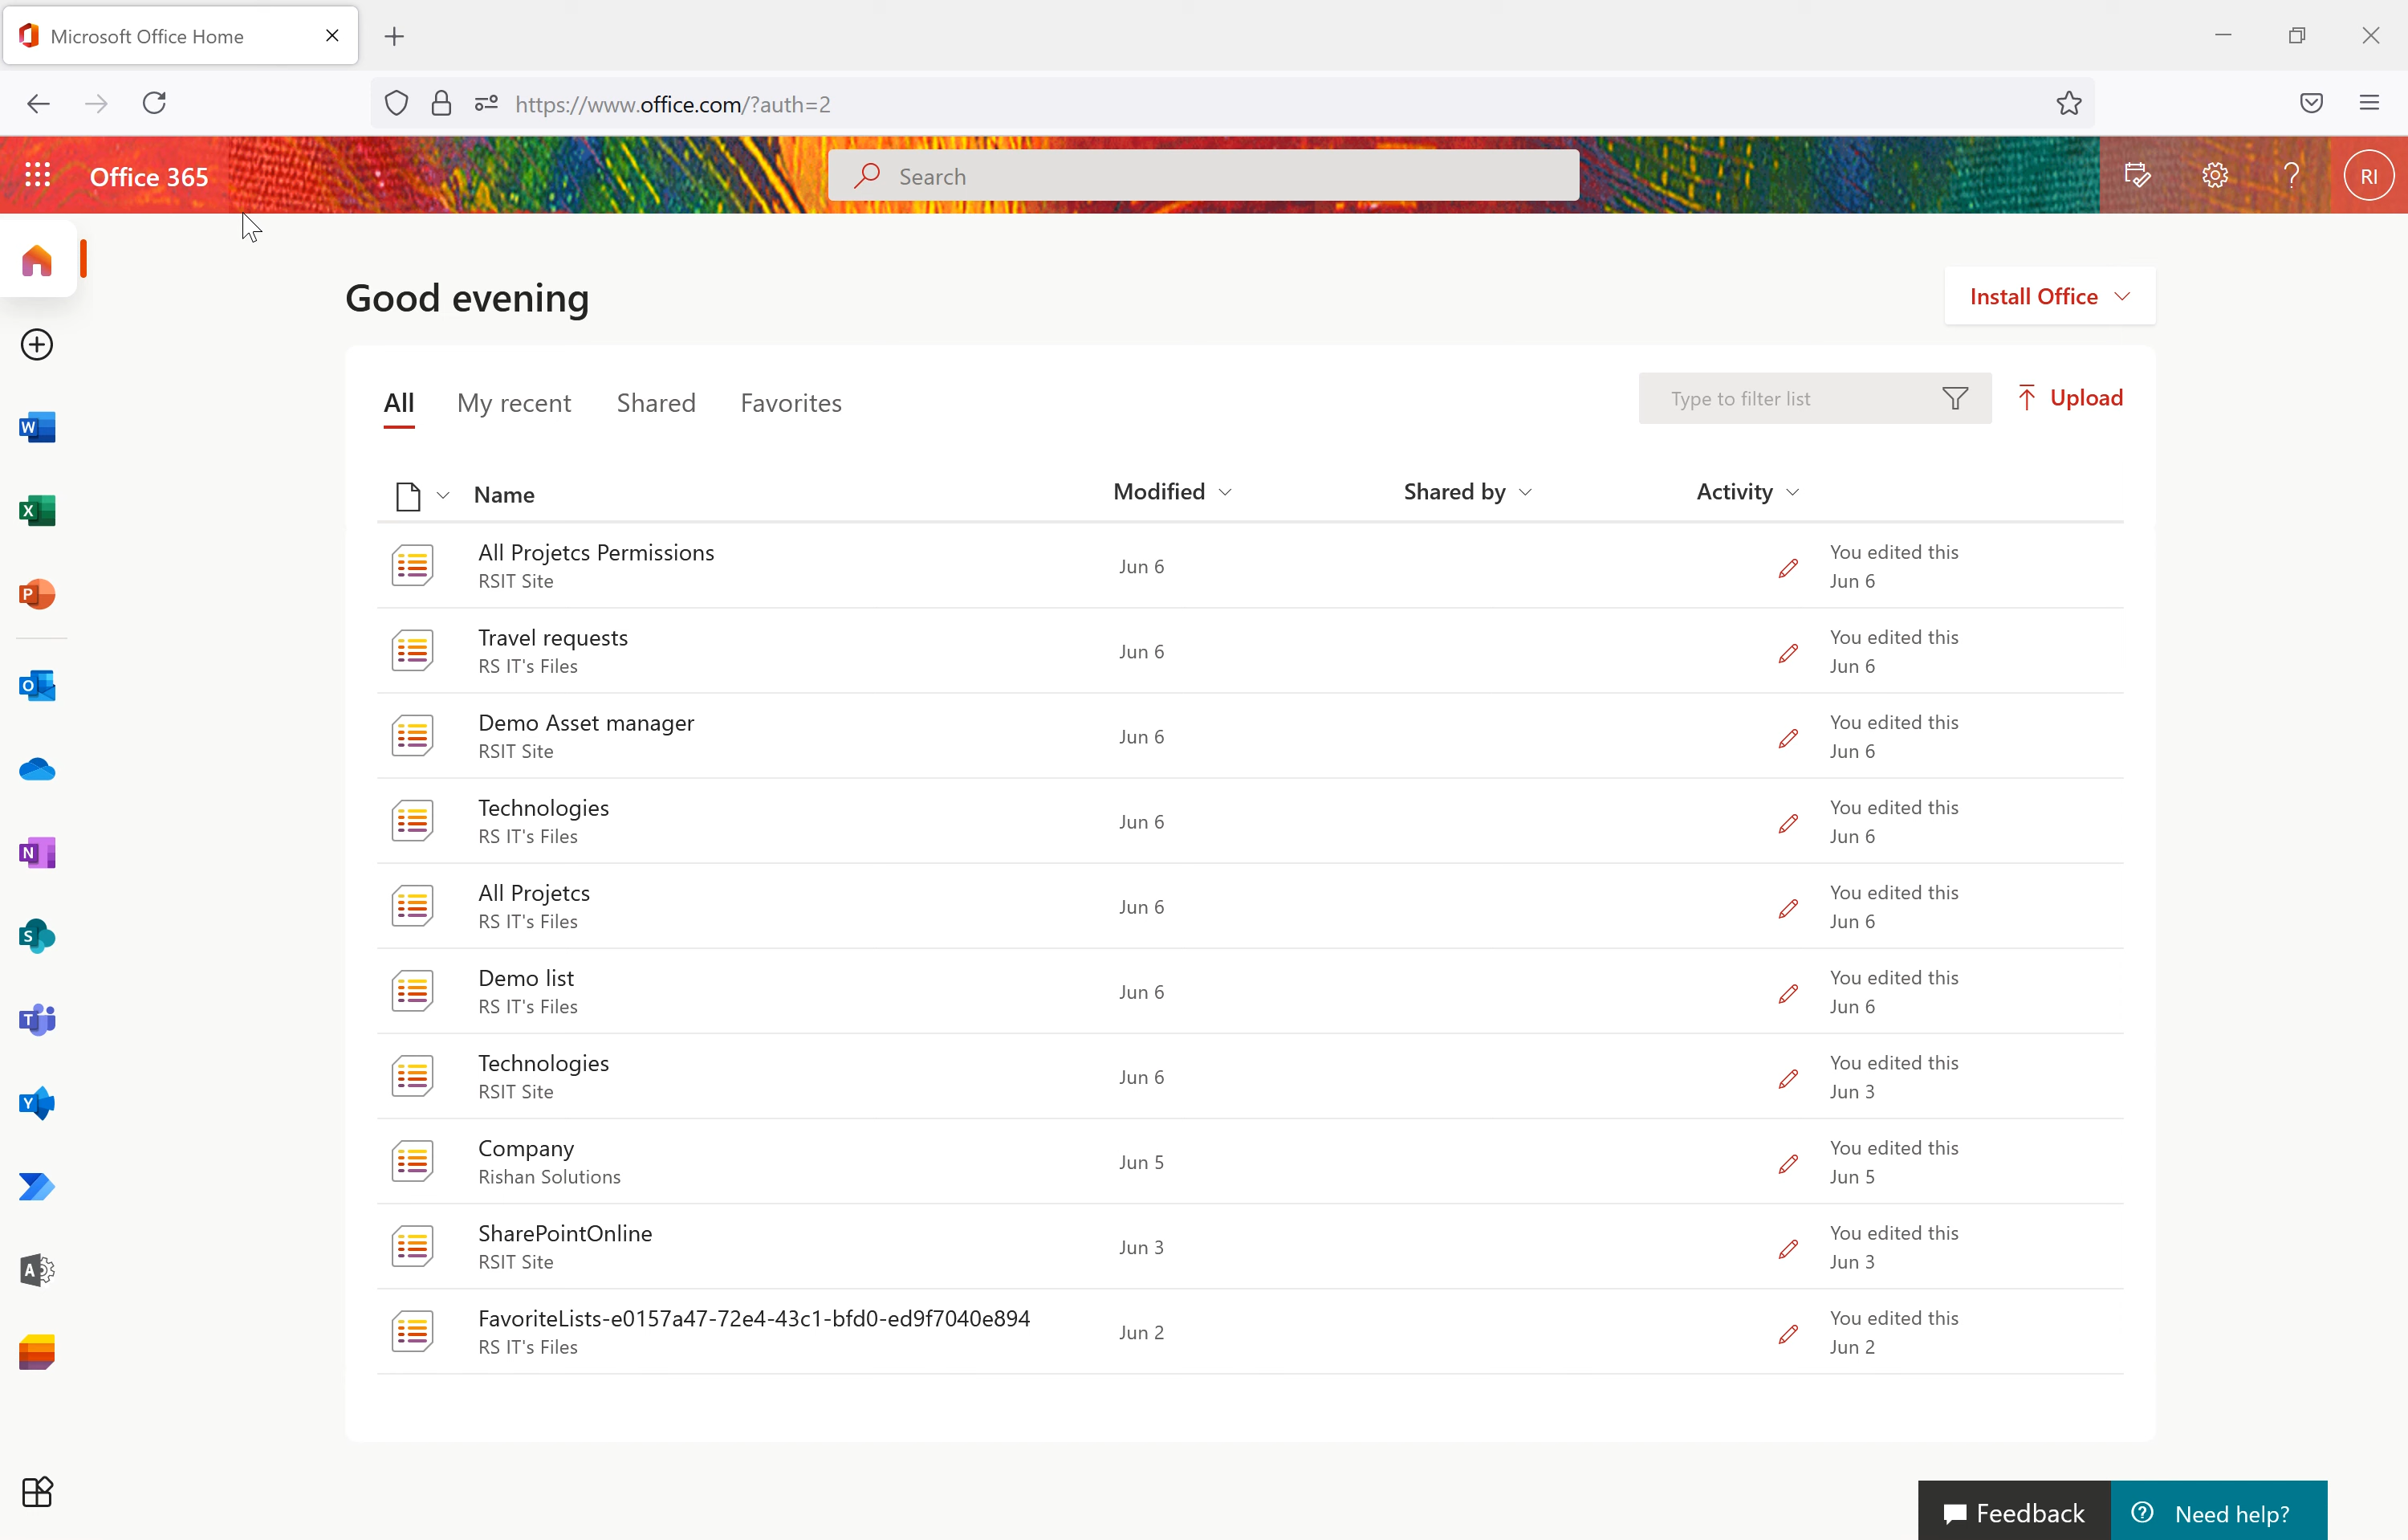 Microsoft Office Home
https://www.office.com/?auth=2
Office 365
Search
RI
Good evening
Install Office
All My recent Shared Favorites
Type to filter list
Upload
Name Modified Shared by Activity
All Projetcs Permissions
RSIT Site
Jun 6
You edited this
Jun 6
Travel requests
RS IT's Files
Jun 6
You edited this
Jun 6
Demo Asset manager
RSIT Site
Jun 6
You edited this
Jun 6
Technologies
RS IT's Files
Jun 6
You edited this
Jun 6
All Projetcs
RS IT's Files
Jun 6
You edited this
Jun 6
Demo list
RS IT's Files
Jun 6
You edited this
Jun 6
Technologies
RSIT Site
Jun 6
You edited this
Jun 3
Company
Rishan Solutions
Jun 5
You edited this
Jun 5
SharePointOnline
RSIT Site
Jun 3
You edited this
Jun 3
FavoriteLists-e0157a47-72e4-43c1-bfd0-ed9f7040e894
RS IT's Files
Jun 2
You edited this
Jun 2
W
X
P
O
N
S
T
Y
A
Feedback
Need help?